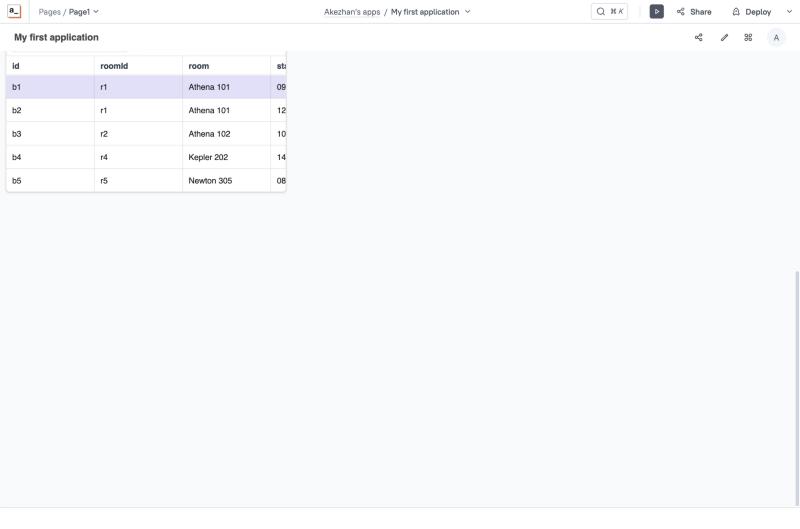 a_ Pages / Page1 Akezhan's apps / My first application ⌘ K Share Deploy
My first application A
id roomId room sta
b1 r1 Athena 101 09
b2 r1 Athena 101 12
b3 r2 Athena 102 10
b4 r4 Kepler 202 14
b5 r5 Newton 305 08